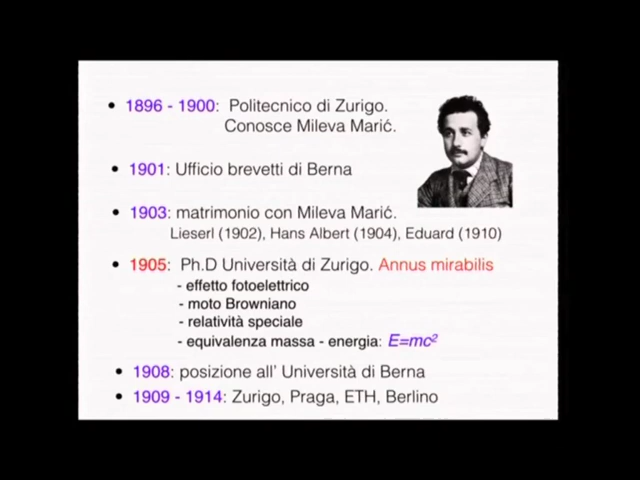 • 1896 - 1900: Politecnico di Zurigo.
Conosce Mileva Marić.
• 1901: Ufficio brevetti di Berna
• 1903: matrimonio con Mileva Marić.
Lieserl (1902), Hans Albert (1904), Eduard (1910)
• 1905: Ph.D Università di Zurigo. Annus mirabilis
- effetto fotoelettrico
- moto Browniano
- relatività speciale
- equivalenza massa - energia: E=mc²
• 1908: posizione all' Università di Berna
• 1909 - 1914: Zurigo, Praga, ETH, Berlino